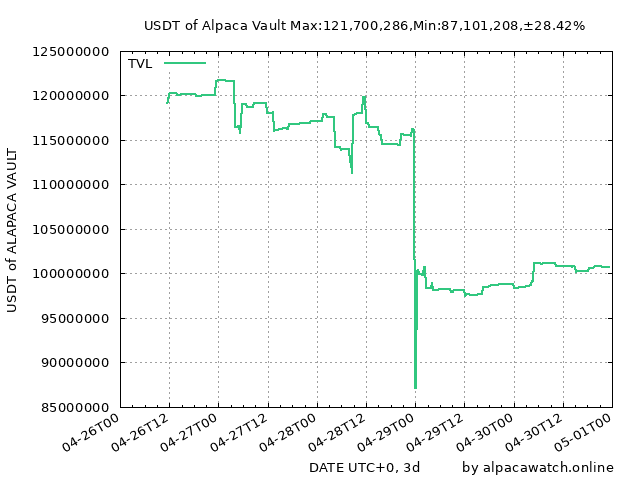 USDT of Alpaca Vault Max:121,700,286,Min:87,101,208,±28.42%
TVL
125000000
120000000
115000000
110000000
105000000
100000000
95000000
90000000
85000000
USDT of ALAPACA VAULT
04-26T00
04-26T12
04-27T00
04-27T12
04-28T00
04-28T12
04-29T00
04-29T12
04-30T00
04-30T12
05-01T00
DATE UTC+0, 3d
by alpacawatch.online